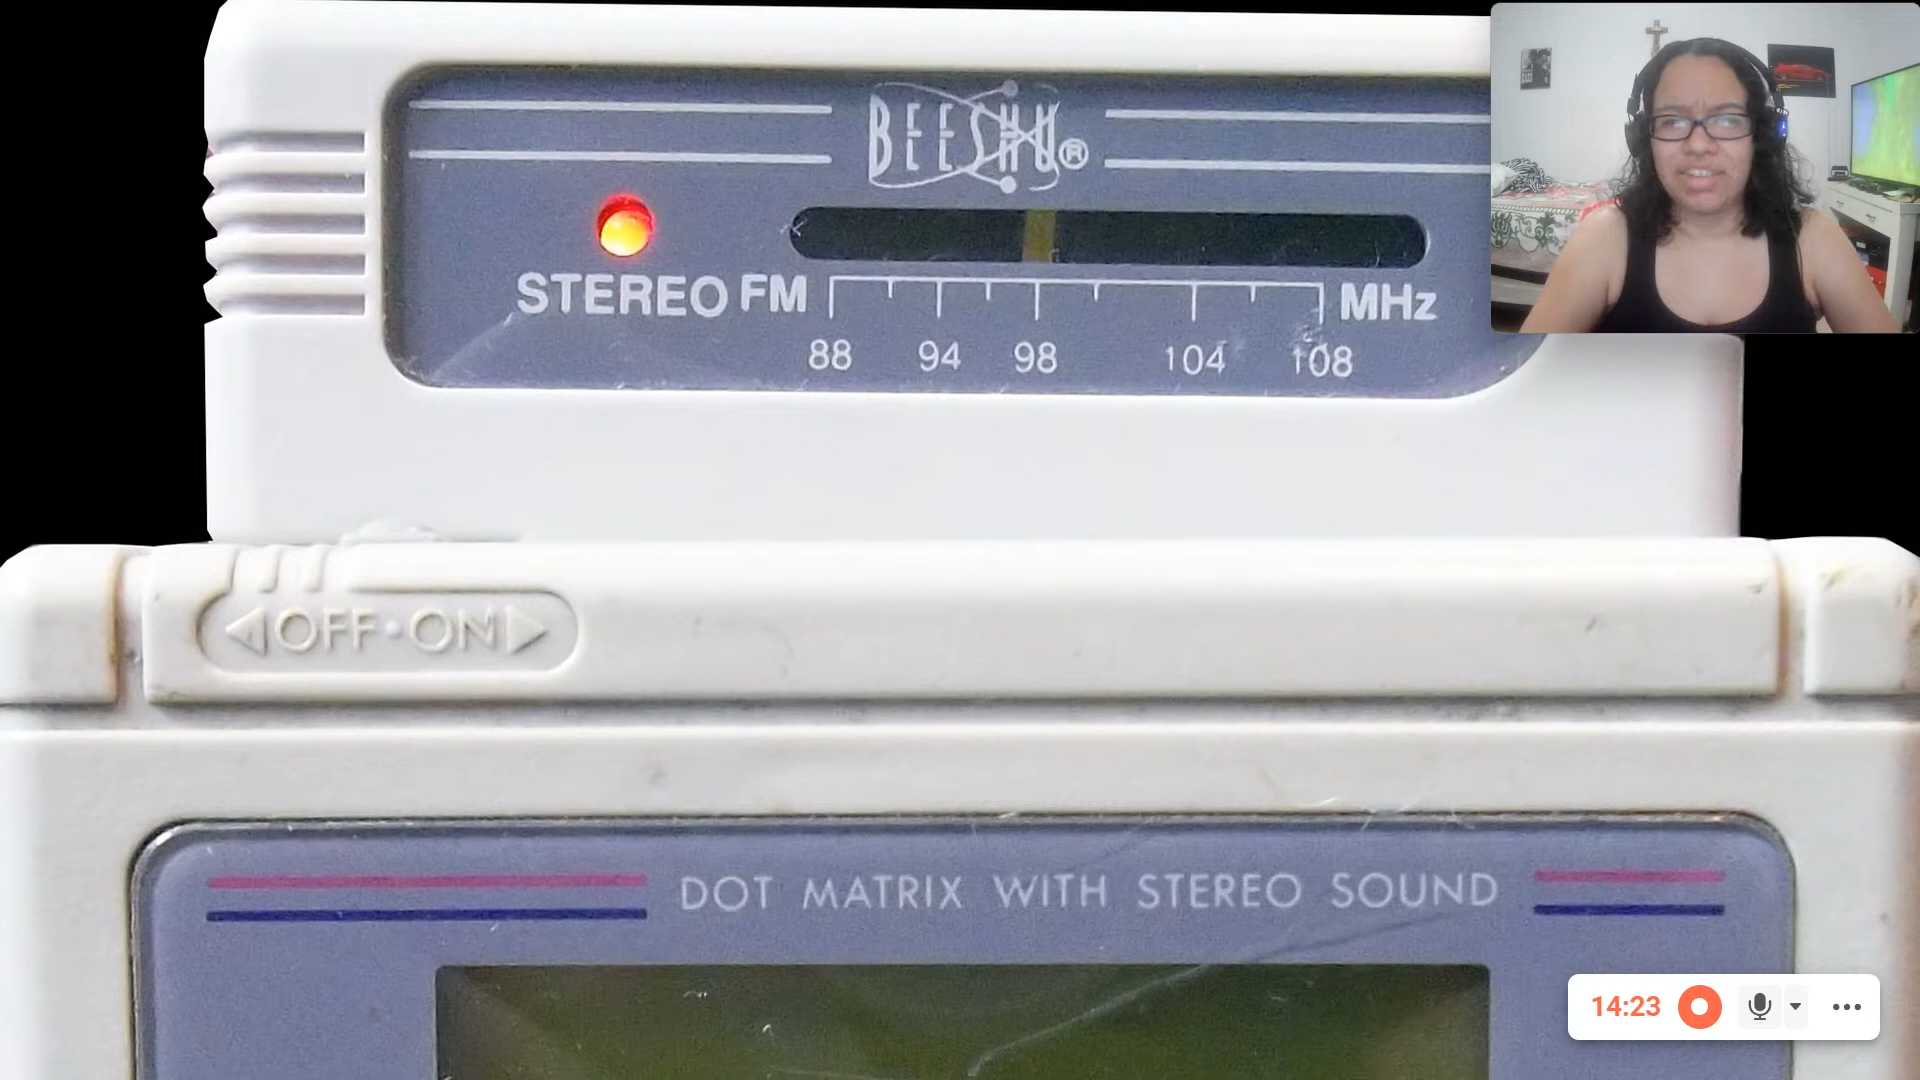 BEESHU®
STEREO FM MHz
88 94 98 104 108
OFF•ON
DOT MATRIX WITH STEREO SOUND
14:23